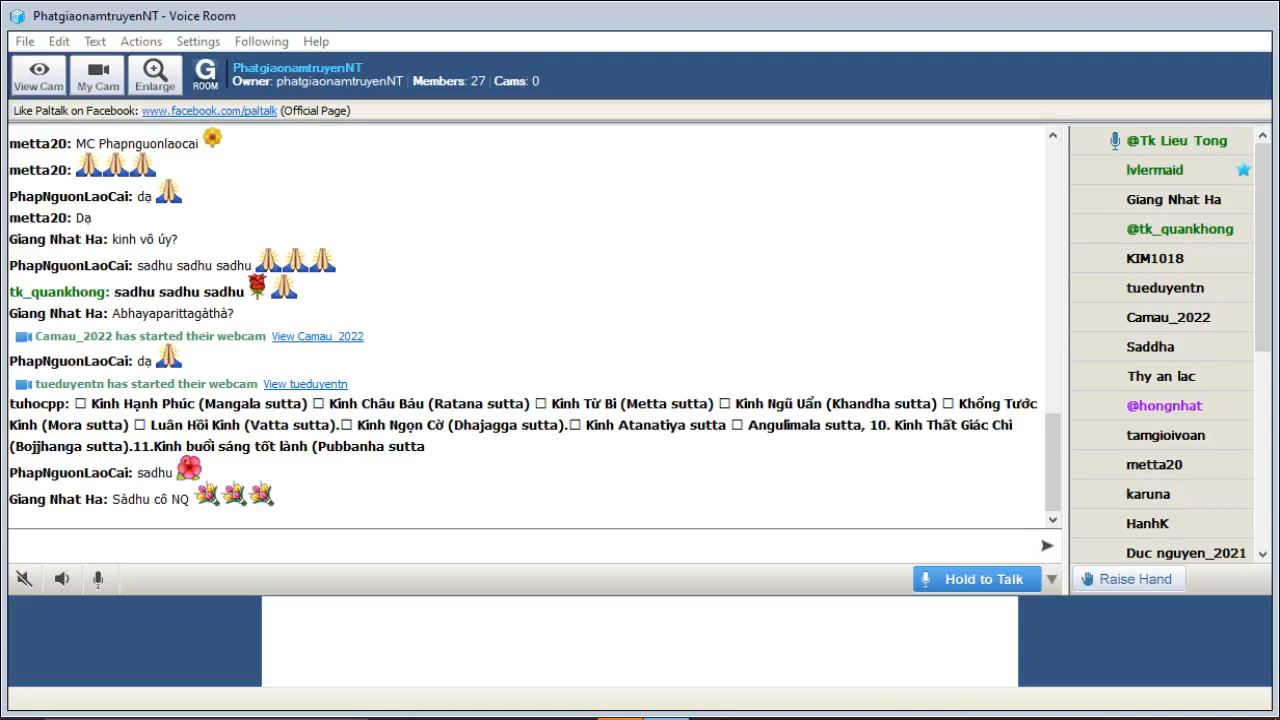 PhatgiaonamtruyenNT - Voice Room
File Edit Text Actions Settings Following Help
View Cam My Cam Enlarge G ROOM
PhatgiaonamtruyenNT
Owner: phatgiaonamtruyenNT | Members: 27 | Cams: 0
Like Paltalk on Facebook: www.facebook.com/paltalk (Official Page)
metta20: MC Phapnguonlaocai
metta20:
PhapNguonLaoCai: dạ
metta20: Dạ
Giang Nhat Ha: kinh vô úy?
PhapNguonLaoCai: sadhu sadhu sadhu
tk_quankhong: sadhu sadhu sadhu
Giang Nhat Ha: Abhayaparittagàthà?
Camau_2022 has started their webcam View Camau_2022
PhapNguonLaoCai: dạ
tueduyentn has started their webcam View tueduyentn
tuhocpp: ☐ Kinh Hạnh Phúc (Mangala sutta) ☐ Kinh Châu Báu (Ratana sutta) ☐ Kinh Từ Bi (Metta sutta) ☐ Kinh Ngũ Uẩn (Khandha sutta) ☐ Khổng Tước
Kinh (Mora sutta) ☐ Luân Hồi Kinh (Vatta sutta).☐ Kinh Ngọn Cờ (Dhajagga sutta).☐ Kinh Atanatiya sutta ☐ Angulimala sutta, 10. Kinh Thất Giác Chi
(Bojjhanga sutta).11.Kinh buổi sáng tốt lành (Pubbanha sutta
PhapNguonLaoCai: sadhu
Giang Nhat Ha: Sàdhu cô NQ
@Tk Lieu Tong
lvlermaid
Giang Nhat Ha
@tk_quankhong
KIM1018
tueduyentn
Camau_2022
Saddha
Thy an lac
@hongnhat
tamgioivoan
metta20
karuna
HanhK
Duc nguyen_2021
Hold to Talk
Raise Hand